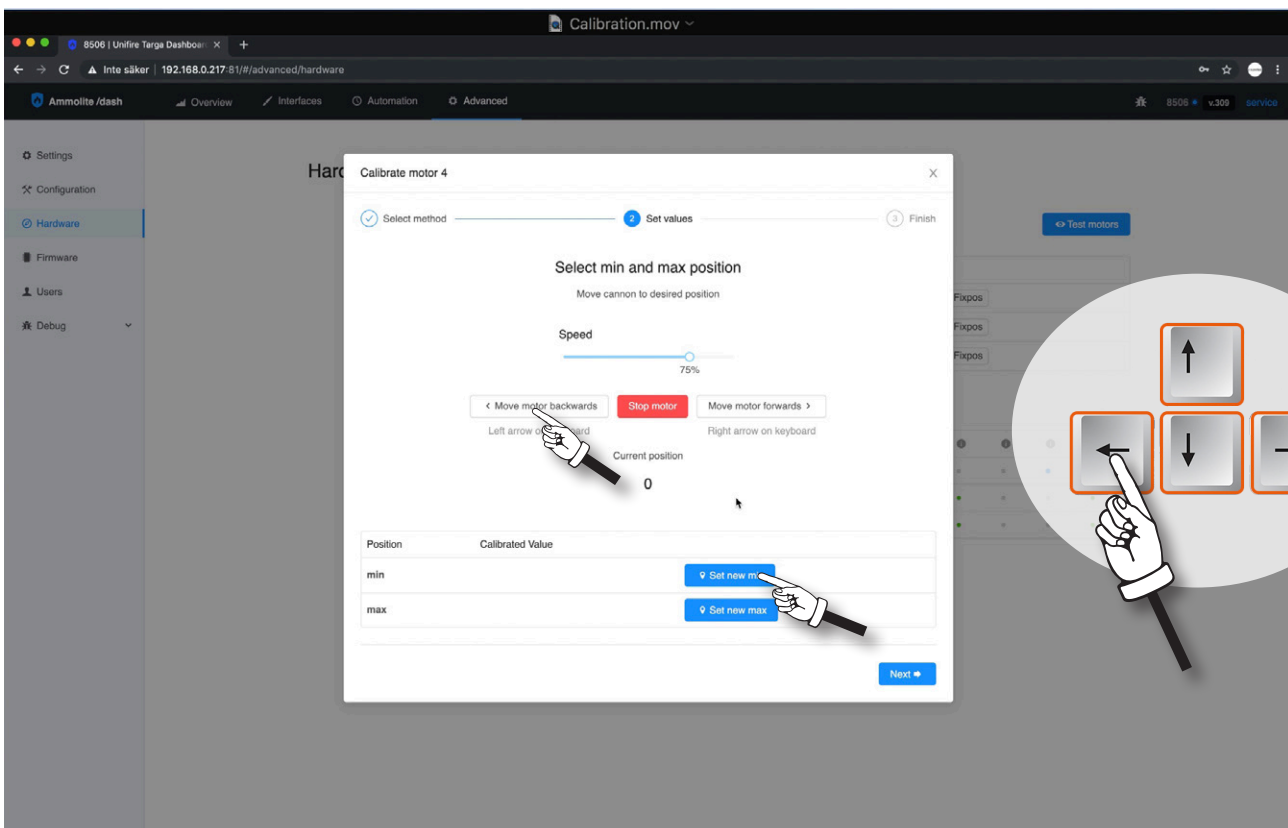 Calibration.mov
8506 | Unifire Targa Dashboar
Inte säker | 192.168.0.217:81/#/advanced/hardware
Ammolite /dash Overview Interfaces Automation Advanced 8506 v.309 service
Settings
Configuration
Hardware
Firmware
Users
Debug
Calibrate motor 4 X
Select method 2 Set values 3 Finish
Test motors
Select min and max position
Move cannon to desired position
Fixpos
Fixpos
Fixpos
Speed
75%
< Move motor backwards Stop motor Move motor forwards >
Left arrow Right arrow on keyboard
Current position
0
Position Calibrated Value
min Set new
max Set new max
Next